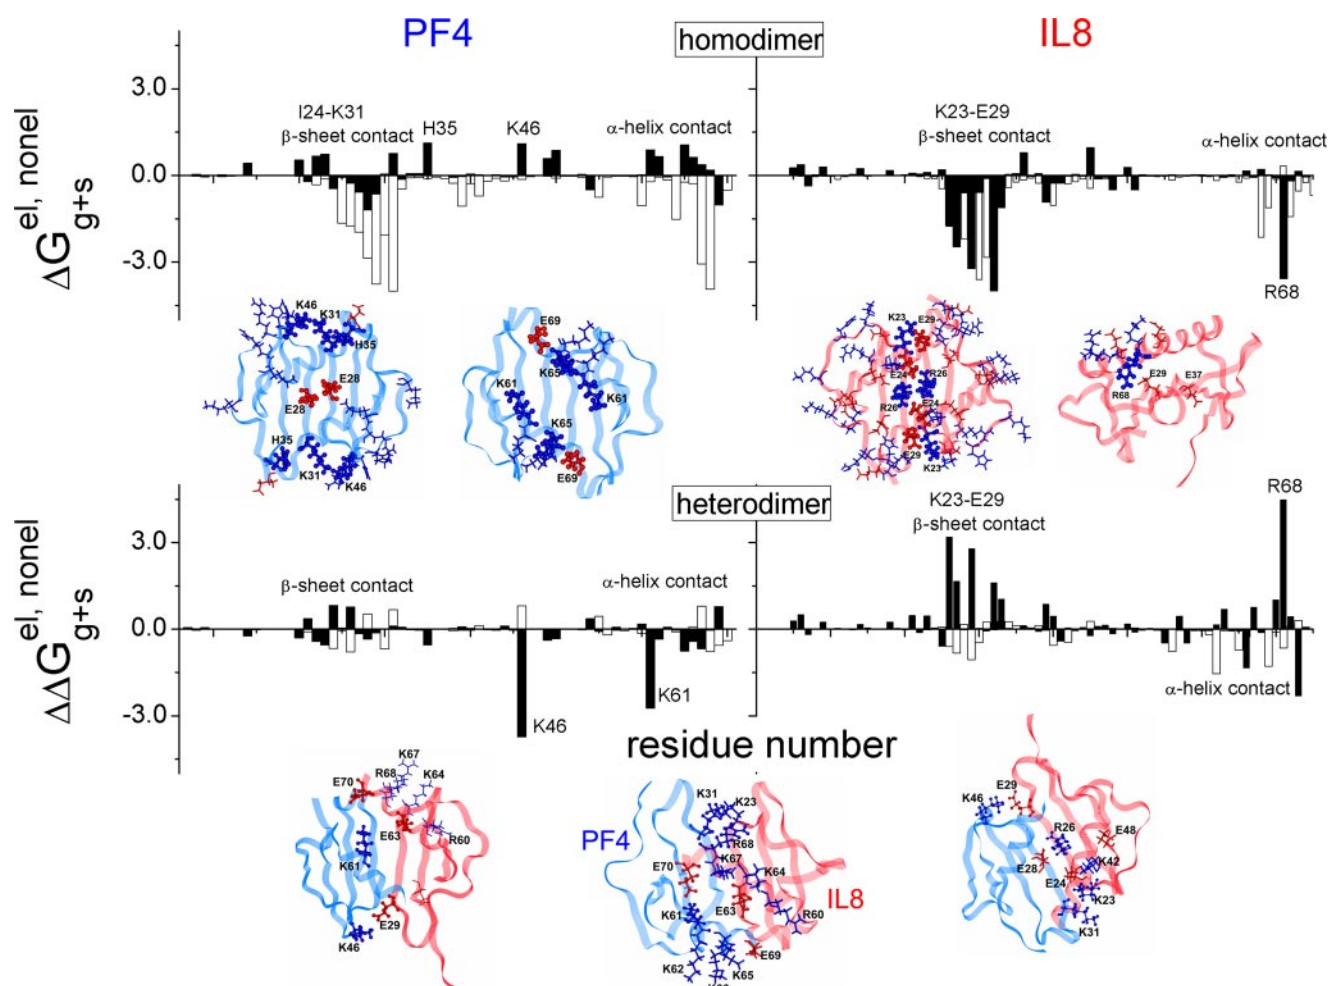 PF4
homodimer
IL8
ΔG el, nonel g+s
3.0
0.0
-3.0
I24-K31
β-sheet contact
H35
K46
α-helix contact
K23-E29
β-sheet contact
α-helix contact
R68
K46
K31
H35
E28
E28
H35
K31
K46
E69
K65
K61
K61
K65
E69
K23
E29
E24
R26
R26
E24
E29
K23
E29
E37
R68
heterodimer
ΔΔG el, nonel g+s
3.0
0.0
-3.0
β-sheet contact
α-helix contact
K46
K61
K23-E29
β-sheet contact
R68
α-helix contact
residue number
K67
E70
R68
K64
E63
R60
K61
E29
K46
PF4
K31
K23
R68
K67
E70
K64
K61
E63
R60
IL8
E69
K62
K65
E29
K46
R26
E48
E28
K42
E24
K23
K31